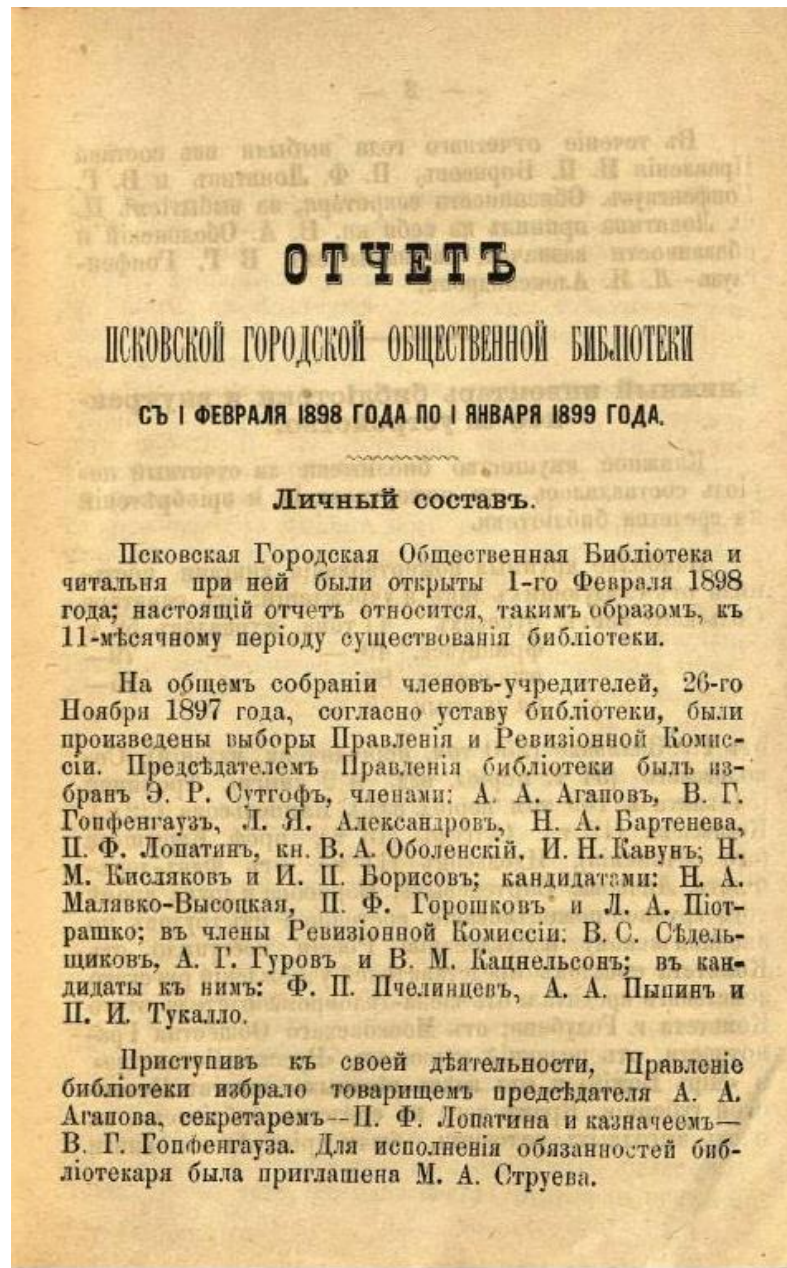 ОТЧЕТЪ
ПСКОВСКОЙ ГОРОДСКОЙ ОБЩЕСТВЕННОЙ БИБЛІОТЕКИ
СЪ 1 ФЕВРАЛЯ 1898 ГОДА ПО 1 ЯНВАРЯ 1899 ГОДА.
Личный составъ.
Псковская Городская Общественная Библіотека и
читальня при ней были открыты 1-го Февраля 1898
года; настоящій отчетъ относится, такимъ образомъ, къ
11-мѣсячному періоду существованія библіотеки.
На общемъ собраніи членовъ-учредителей, 26-го
Ноября 1897 года, согласно уставу библіотеки, были
произведены выборы Правленія и Ревизіонной Комис-
сіи. Предсѣдателемъ Правленія библіотеки былъ из-
бранъ Э. Р. Сутгофъ, членами: А. А. Агаповъ, В. Г.
Гопфенгаузъ, Л. Я. Александровъ, Н. А. Бартенева,
П. Ф. Лопатинъ, кн. В. А. Оболенскій, И. Н. Кавунъ; Н.
М. Кисляковъ и И. П. Борисовъ; кандидатами: Н. А.
Малявко-Высоцкая, П. Ф. Горошковъ и Л. А. Піот-
рашко; въ члены Ревизіонной Комиссіи: В. С. Сѣдель-
щиковъ, А. Г. Гуровъ и В. М. Кацнельсонъ; въ кан-
дидаты къ нимъ: Ф. П. Пчелинцевъ, А. А. Пыпинъ и
П. И. Тукалло.
Приступивъ къ своей дѣятельности, Правленіе
библіотеки избрало товарищемъ предсѣдателя А. А.
Агапова, секретаремъ—П. Ф. Лопатина и казначеемъ—
В. Г. Гопфенгауза. Для исполненія обязанностей биб-
ліотекаря была приглашена М. А. Струева.